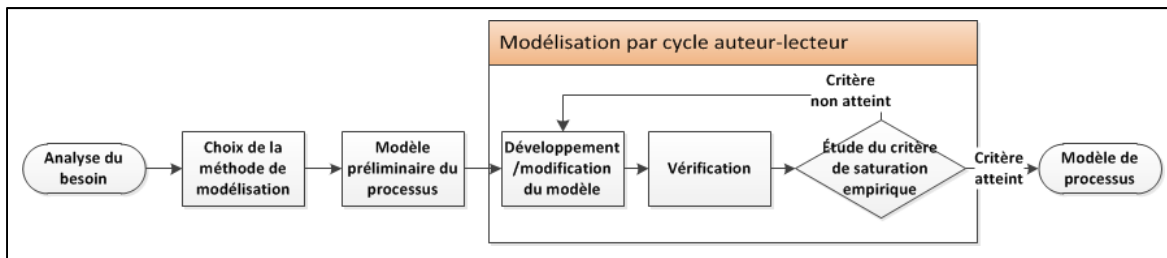 Modélisation par cycle auteur-lecteur
Analyse du
besoin
Choix de la
méthode de
modélisation
Modèle
préliminaire du
processus
Développement
/modification
du modèle
Vérification
Étude du critère
de saturation
empirique
Critère
non atteint
Critère
atteint
Modèle de
processus